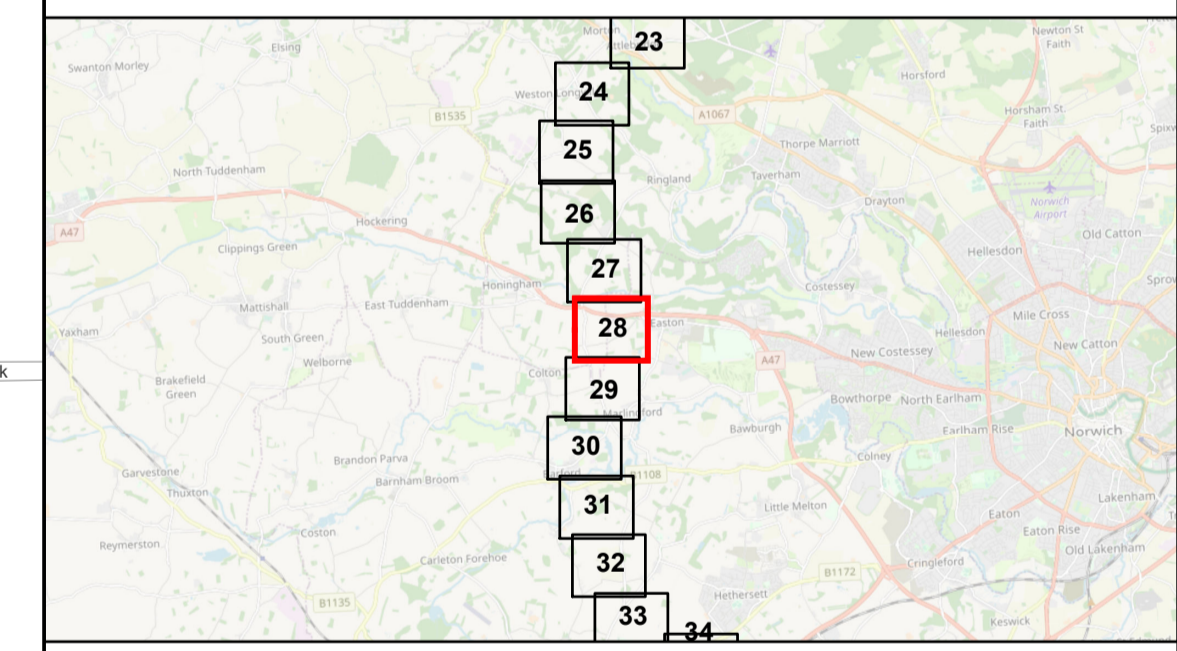 Morton
Newton St
Faith
23
Attleb
Elsing
Swanton Morley
Horsford
24
Weston Long
B1535
A1067
Horsham St.
Faith
Spixw
25
Thorpe Marriott
North Tuddenham
Ringland
Taverham
Drayton
Norwich
Airport
26
Hockering
A47
Old Catton
Clippings Green
Hellesdon
27
Honingham
Costessey
Sprow
Mattishall
East Tuddenham
Mile Cross
28
Easton
Yaxham
South Green
Hellesdon
New Catton
New Costessey
Welborne
A47
k
Colton
Brakefield
Green
29
Bowthorpe
North Earlham
Marlingford
Bawburgh
Earlham Rise
Norwich
30
Colney
Brandon Parva
Garvestone
Barford
B1108
Barnham Broom
Thuxton
Lakenham
31
Little Melton
Eaton
Coston
Eaton Rise
Reymerston
Old Lakenham
Carleton Forehoe
32
Cringleford
B1172
Hethersett
B1135
33
Keswick
34